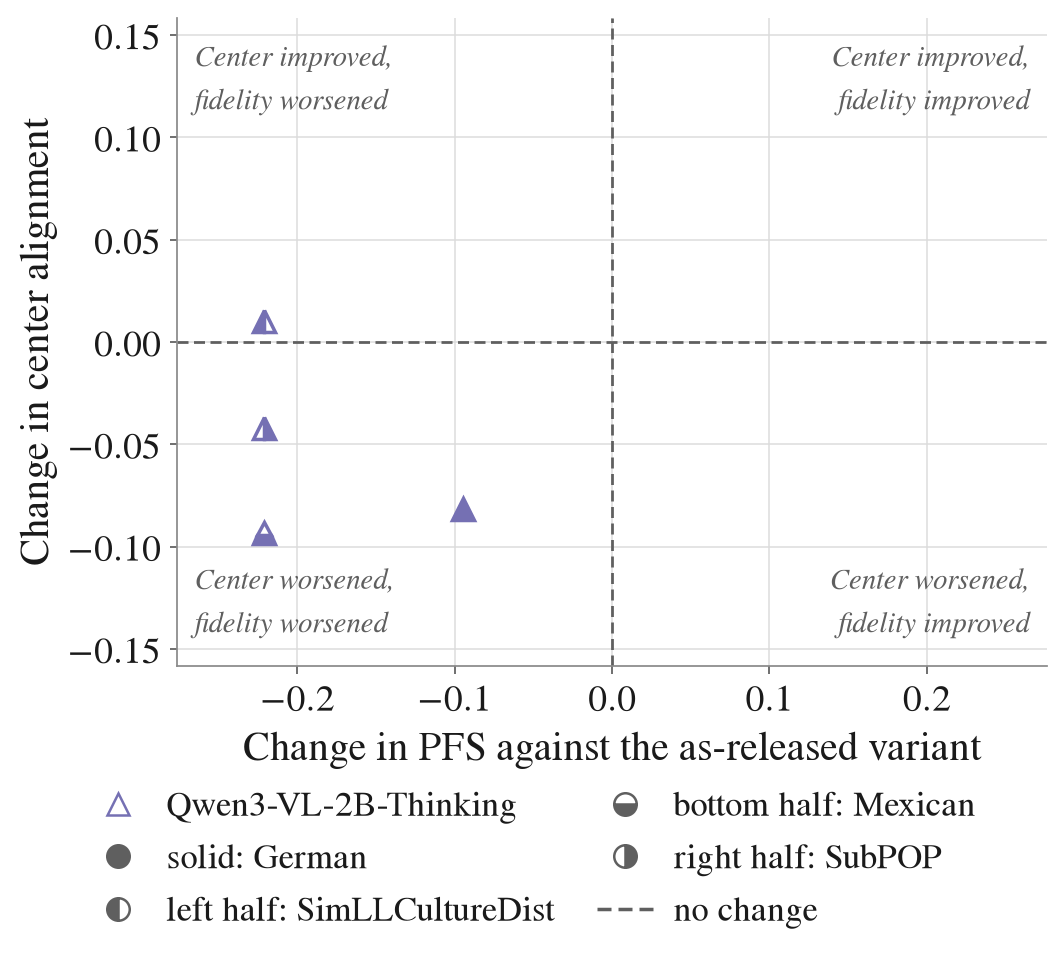 0.15
0.10
0.05
0.00
−0.05
−0.10
−0.15
Change in center alignment
Center improved,
fidelity worsened
Center improved,
fidelity improved
Center worsened,
fidelity worsened
Center worsened,
fidelity improved
−0.2
−0.1
0.0
0.1
0.2
Change in PFS against the as-released variant
Qwen3-VL-2B-Thinking
solid: German
left half: SimLLCultureDist
bottom half: Mexican
right half: SubPOP
no change